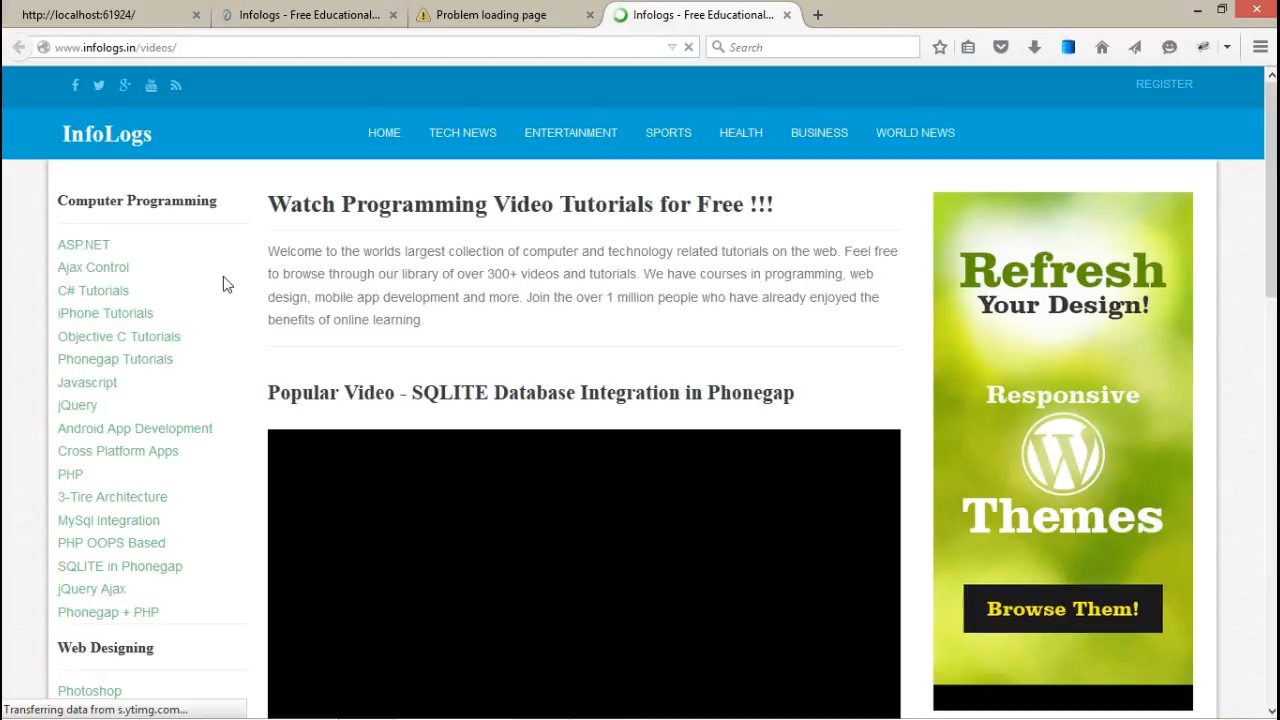 http://localhost:61924/
Infologs - Free Educational...
Problem loading page
Infologs - Free Educational...
www.infologs.in/videos/
Search
REGISTER
InfoLogs
HOME
TECH NEWS
ENTERTAINMENT
SPORTS
HEALTH
BUSINESS
WORLD NEWS
Computer Programming
ASP.NET
Ajax Control
C# Tutorials
iPhone Tutorials
Objective C Tutorials
Phonegap Tutorials
Javascript
jQuery
Android App Development
Cross Platform Apps
PHP
3-Tire Architecture
MySql Integration
PHP OOPS Based
SQLITE in Phonegap
jQuery Ajax
Phonegap + PHP
Web Designing
Photoshop
Watch Programming Video Tutorials for Free !!!
Welcome to the worlds largest collection of computer and technology related tutorials on the web. Feel free
to browse through our library of over 300+ videos and tutorials. We have courses in programming, web
design, mobile app development and more. Join the over 1 million people who have already enjoyed the
benefits of online learning.
Popular Video - SQLITE Database Integration in Phonegap
Refresh
Your Design!
Responsive
Themes
Browse Them!
Transferring data from s.ytimg.com...